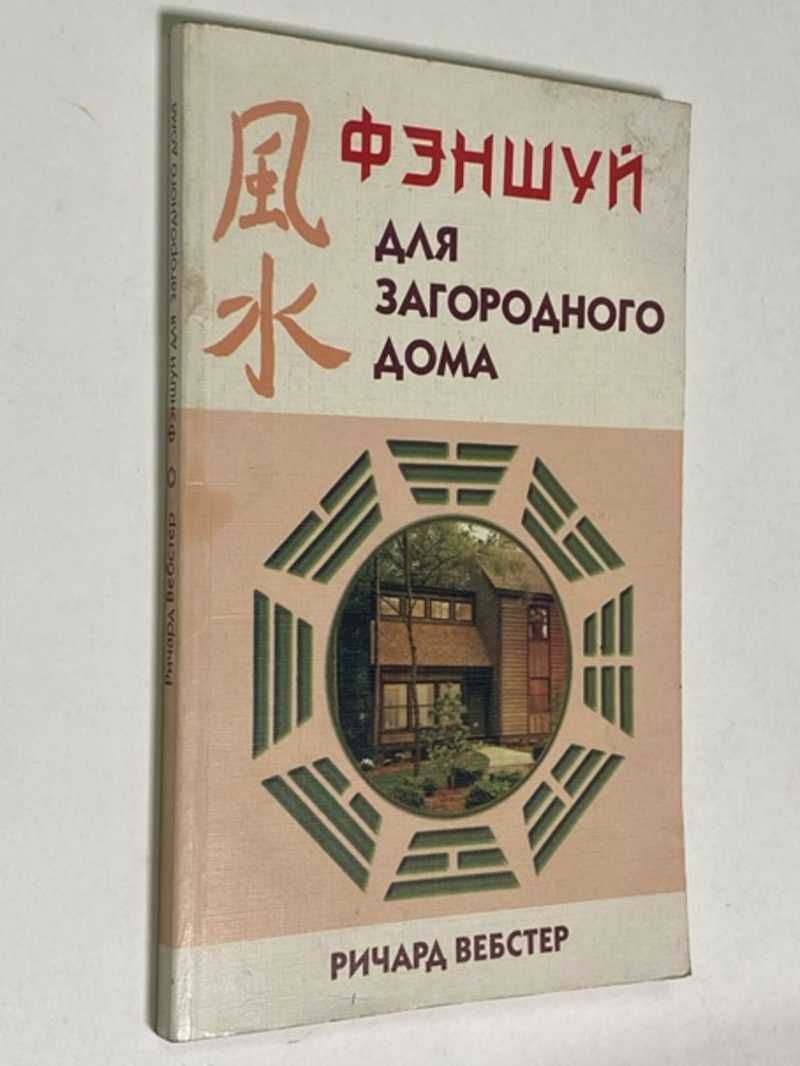 風水
ФЭНШУЙ
ДЛЯ
ЗАГОРОДНОГО
ДОМА
РИЧАРД ВЕБСТЕР
Ричард Вебстер Фэншуй для загородного дома